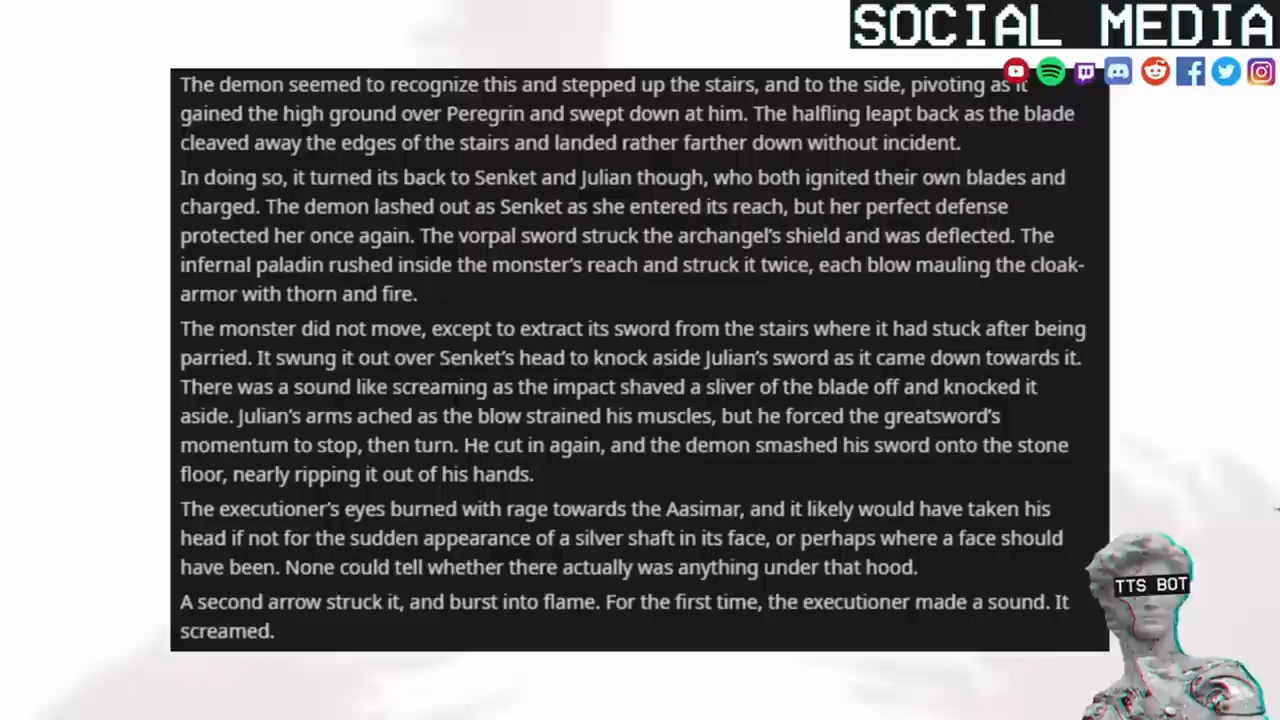 SOCIAL MEDIA
The demon seemed to recognize this and stepped up the stairs, and to the side, pivoting as it
gained the high ground over Peregrin and swept down at him. The halfling leapt back as the blade
cleaved away the edges of the stairs and landed rather farther down without incident.
In doing so, it turned its back to Senket and Julian though, who both ignited their own blades and
charged. The demon lashed out as Senket as she entered its reach, but her perfect defense
protected her once again. The vorpal sword struck the archangel's shield and was deflected. The
infernal paladin rushed inside the monster's reach and struck it twice, each blow mauling the cloak-
armor with thorn and fire.
The monster did not move, except to extract its sword from the stairs where it had stuck after being
parried. It swung it out over Senket's head to knock aside Julian's sword as it came down towards it.
There was a sound like screaming as the impact shaved a sliver of the blade off and knocked it
aside. Julian's arms ached as the blow strained his muscles, but he forced the greatsword's
momentum to stop, then turn. He cut in again, and the demon smashed his sword onto the stone
floor, nearly ripping it out of his hands.
The executioner's eyes burned with rage towards the Aasimar, and it likely would have taken his
head if not for the sudden appearance of a silver shaft in its face, or perhaps where a face should
have been. None could tell whether there actually was anything under that hood.
A second arrow struck it, and burst into flame. For the first time, the executioner made a sound. It
screamed.
TTS BOT